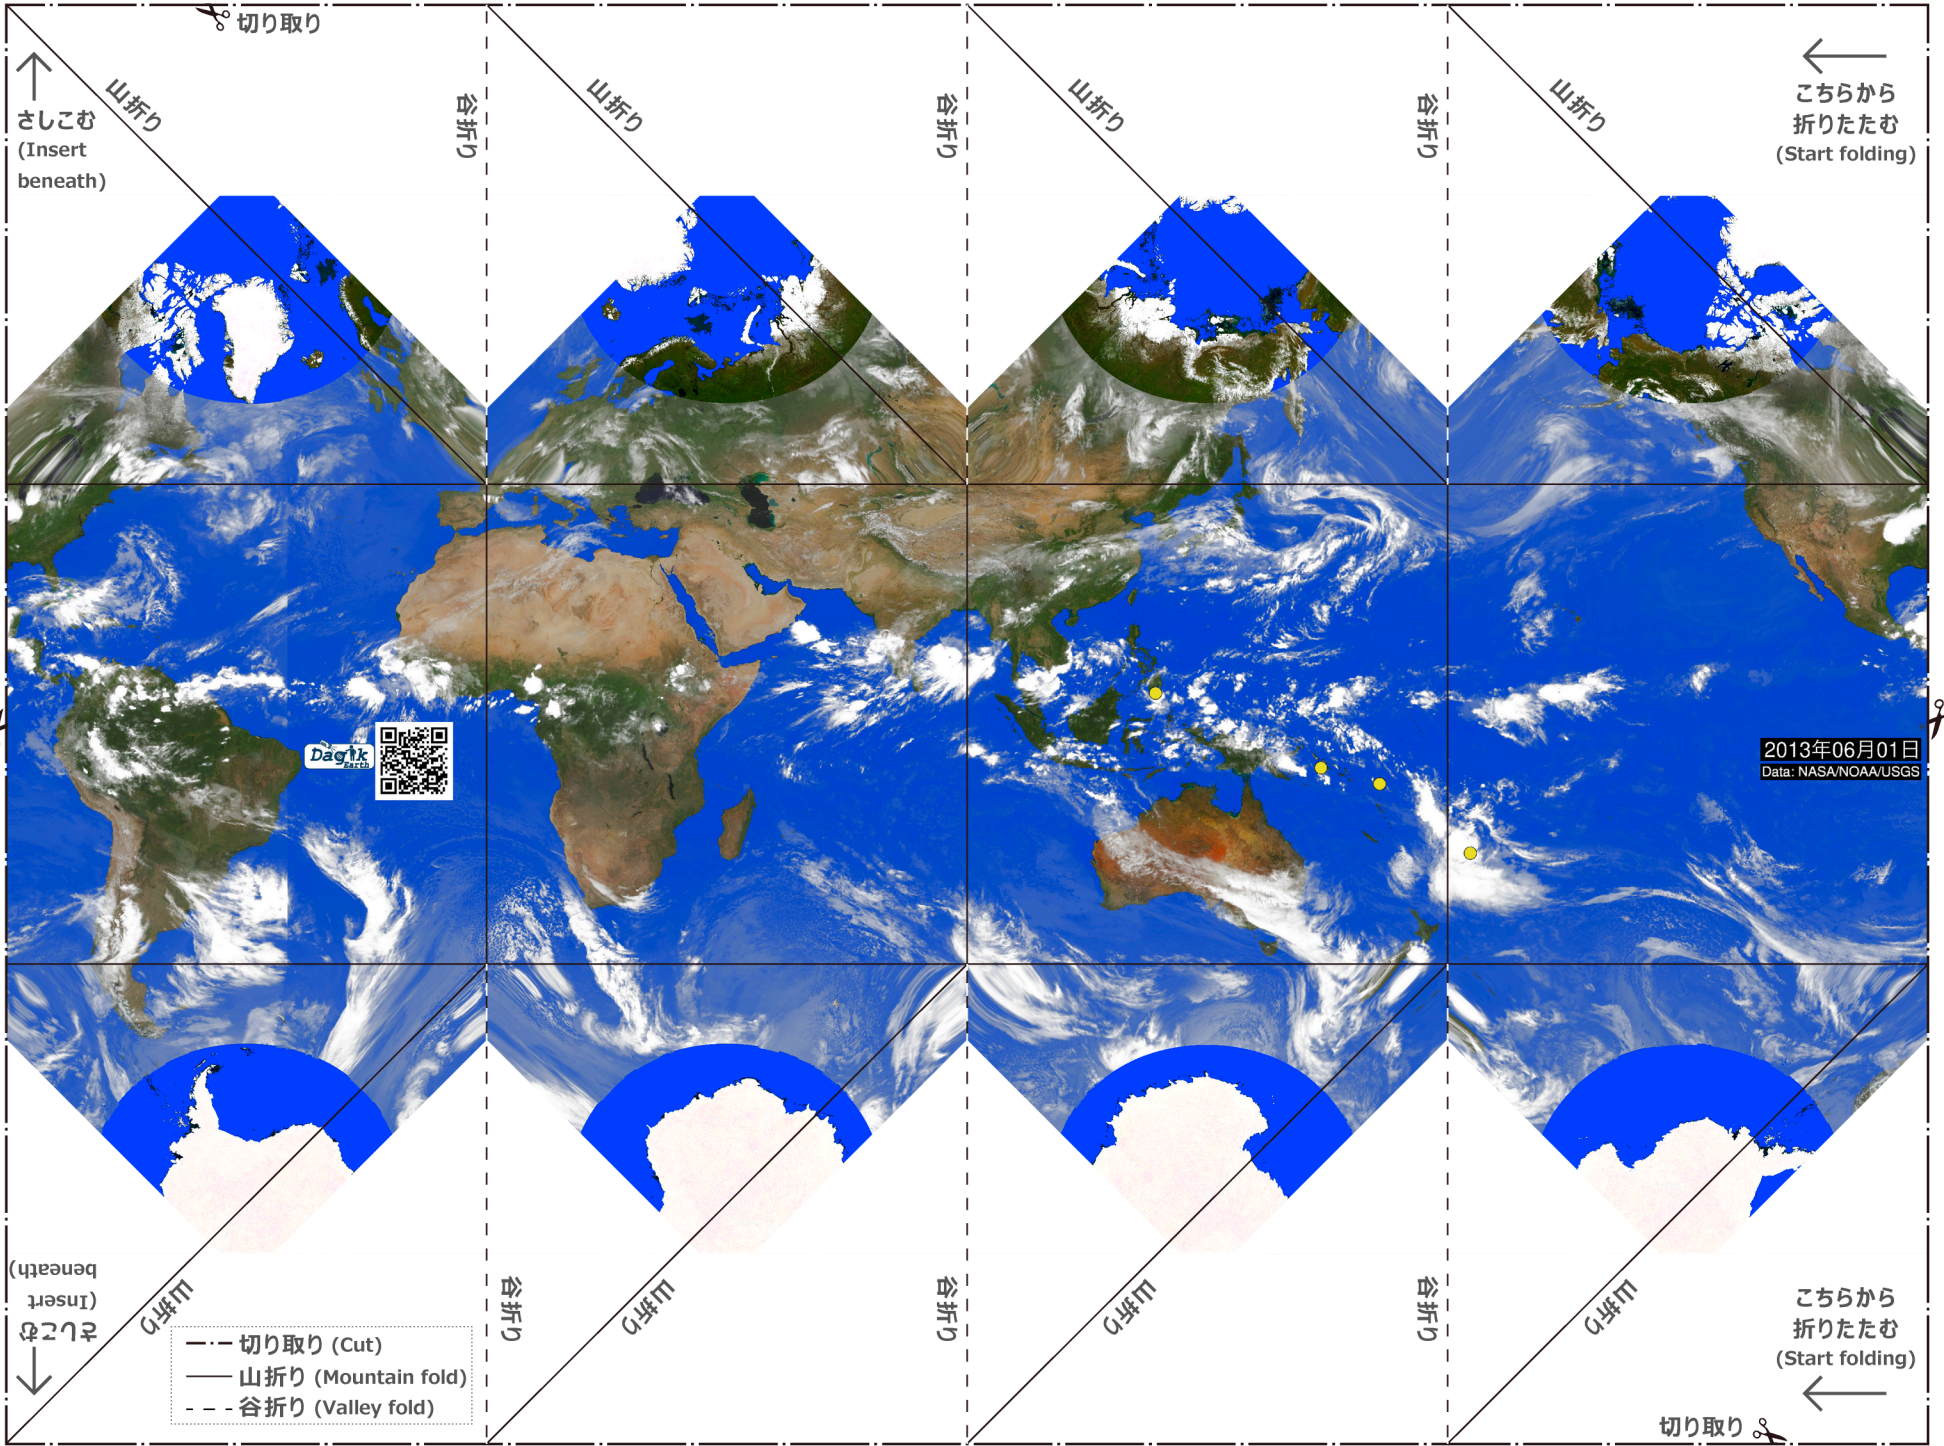 切り取り
山折り
谷折り
山折り
谷折り
山折り
谷折り
山折り
さしこむ
(Insert
beneath)
こちらから
折りたたむ
(Start folding)
Dagik
Earth
2013年06月01日
Data: NASA/NOAA/USGS
さしこむ
(Insert
beneath)
山折り
谷折り
山折り
谷折り
山折り
谷折り
山折り
こちらから
折りたたむ
(Start folding)
切り取り (Cut)
山折り (Mountain fold)
谷折り (Valley fold)
切り取り